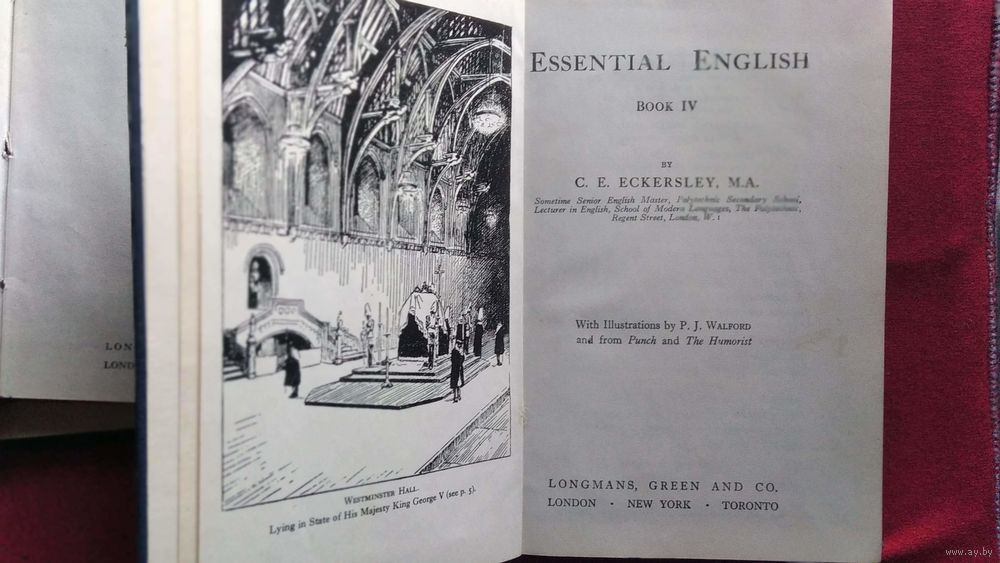 LON
LOND
WESTMINSTER HALL.
Lying in State of His Majesty King George V (see p. 5).
ESSENTIAL ENGLISH
BOOK IV
BY
C. E. ECKERSLEY, M.A.
Sometime Senior English Master, Polytechnic Secondary School,
Lecturer in English, School of Modern Languages, The Polytechnic,
Regent Street, London, W. 1
With Illustrations by P. J. WALFORD
and from Punch and The Humorist
LONGMANS, GREEN AND CO.
LONDON · NEW YORK · TORONTO
www.ay.by